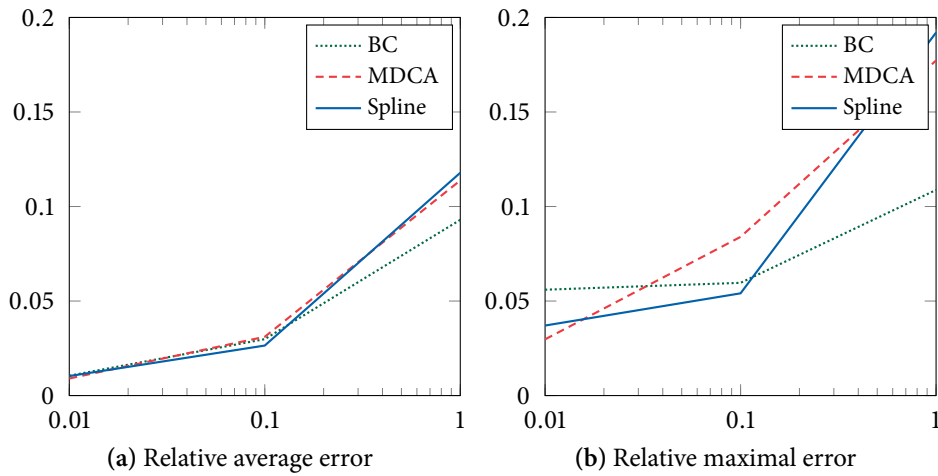 0.2
0.15
0.1
0.05
0
0.01
0.1
1
BC
MDCA
Spline
(a) Relative average error
0.2
0.15
0.1
0.05
0
0.01
0.1
1
BC
MDCA
Spline
(b) Relative maximal error